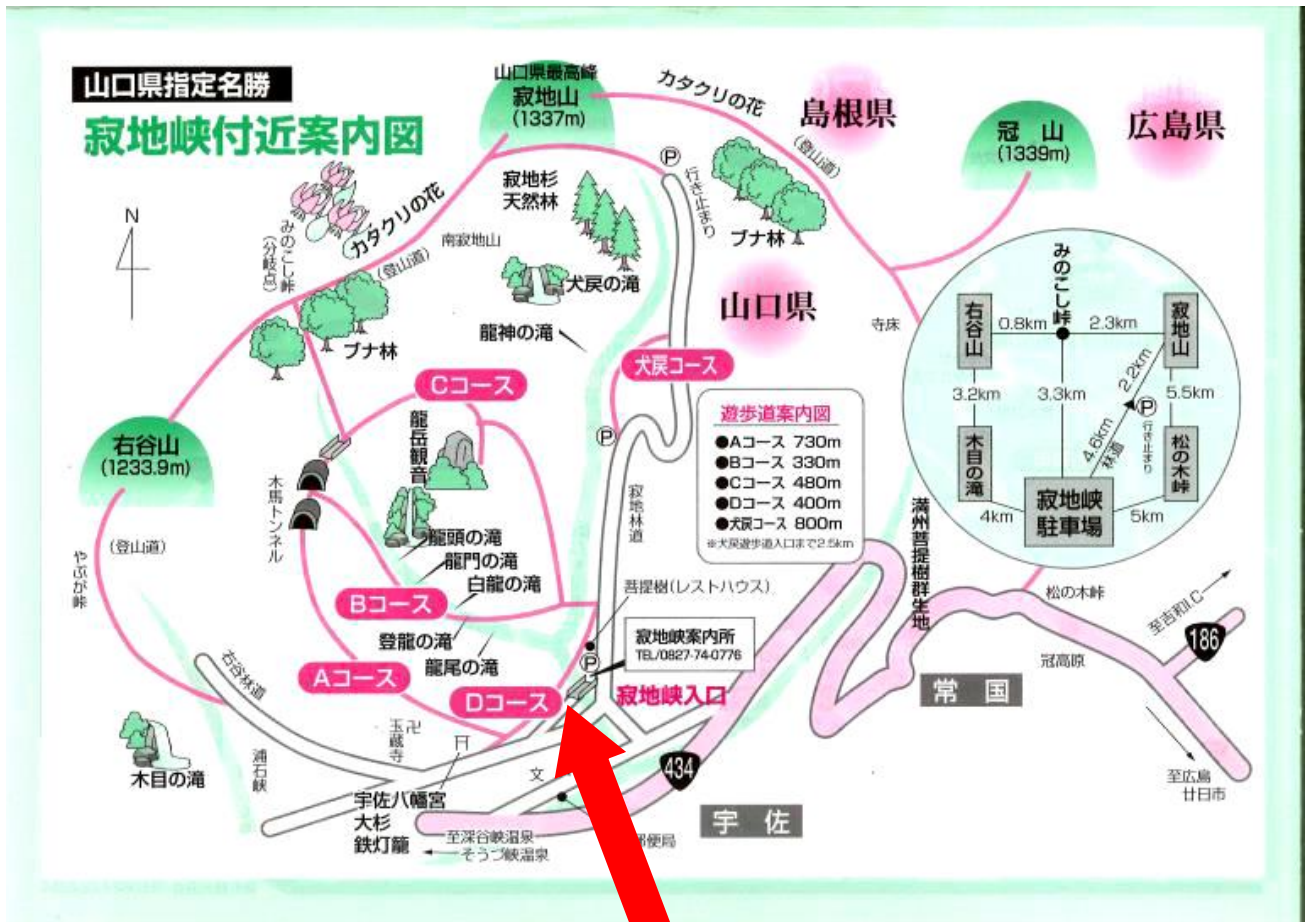 山口県指定名勝
寂地峡付近案内図
山口県最高峰
寂地山
(1337m)
カタクリの花
(登山道)
島根県
冠 山
(1339m)
広島県
N
みのこし峠
(分岐点)
カタクリの花
(登山道)
南寂地山
寂地杉
天然林
P
行き止まり
ブナ林
犬戻の滝
山口県
龍神の滝
ブナ林
寺床
犬戻コース
Cコース
龍岳観音
P
右谷山
(1233.9m)
木馬トンネル
(登山道)
やぶが峠
龍頭の滝
龍門の滝
白龍の滝
Bコース
登龍の滝
龍尾の滝
Aコース
Dコース
寂地林道
遊歩道案内図
●Aコース 730m
●Bコース 330m
●Cコース 480m
●Dコース 400m
●犬戻コース 800m
※犬戻遊歩道入口まで2.5km
菩提樹(レストハウス)
寂地峡案内所
TEL/0827-74-0776
P
寂地峡入口
満州菩提樹群生地
みのこし峠
右谷山
0.8km
2.3km
寂地山
3.2km
3.3km
2.2km
5.5km
P
行き止まり
4.6km
林道
木目の滝
松の木峠
寂地峡
駐車場
4km
5km
松の木峠
至吉和I.C
186
冠高原
常 国
至広島
廿日市
右谷林道
木目の滝
浦石峡
玉蔵寺
卍
文
434
宇佐八幡宮
大杉
鉄灯籠
至深谷峡温泉
そうづ峡温泉
便局
宇 佐